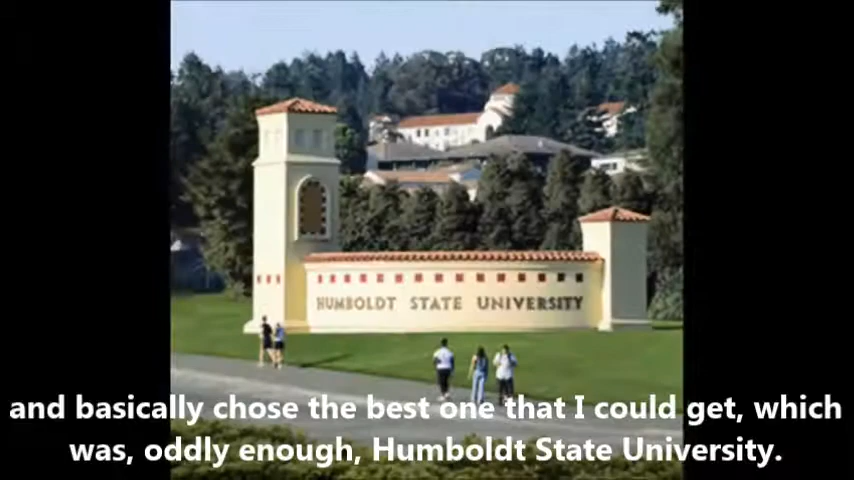 HUMBOLDT STATE UNIVERSITY
and basically chose the best one that I could get, which
was, oddly enough, Humboldt State University.